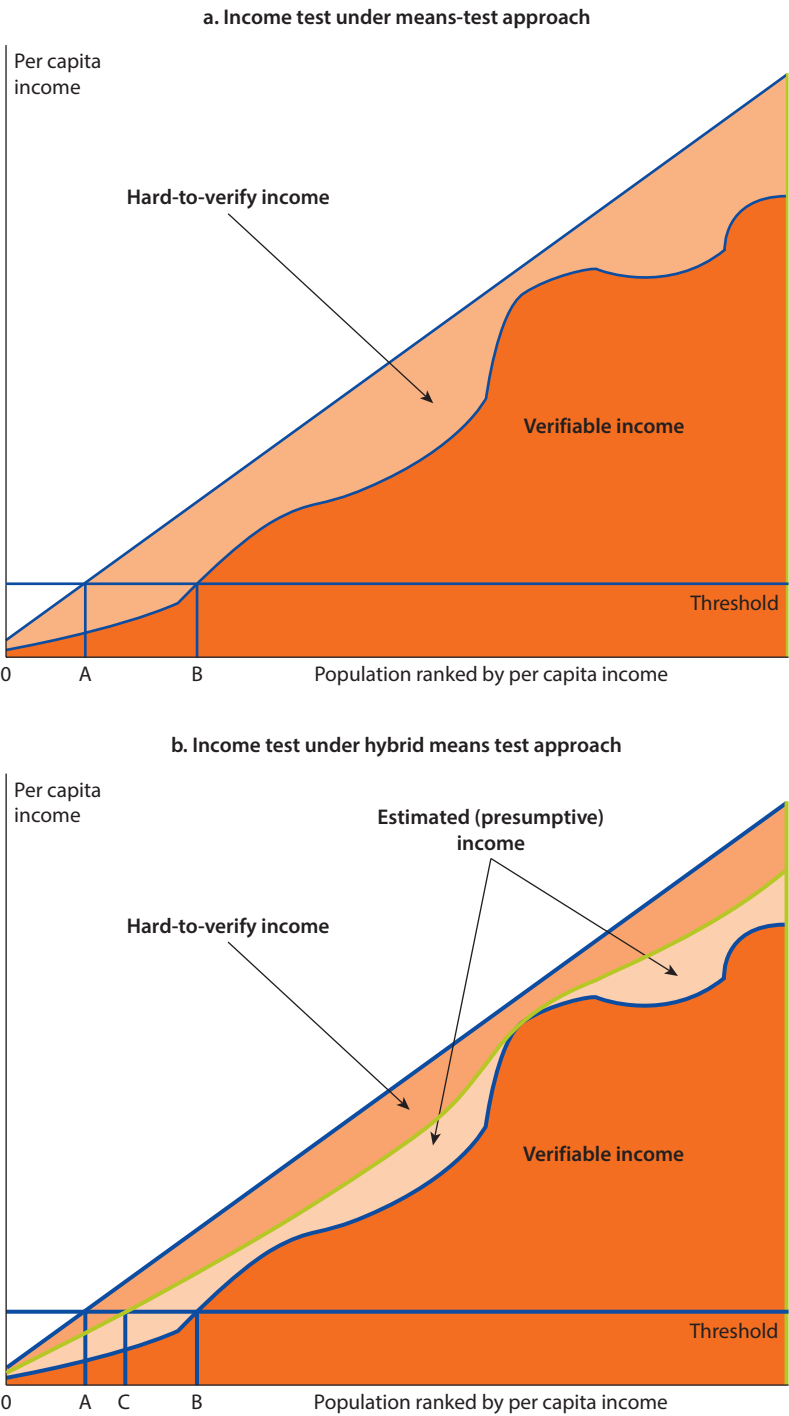 a. Income test under means-test approach
Per capita
income
Hard-to-verify income
Verifiable income
Threshold
0 A B Population ranked by per capita income
b. Income test under hybrid means test approach
Per capita
income
Estimated (presumptive)
income
Hard-to-verify income
Verifiable income
Threshold
0 A C B Population ranked by per capita income